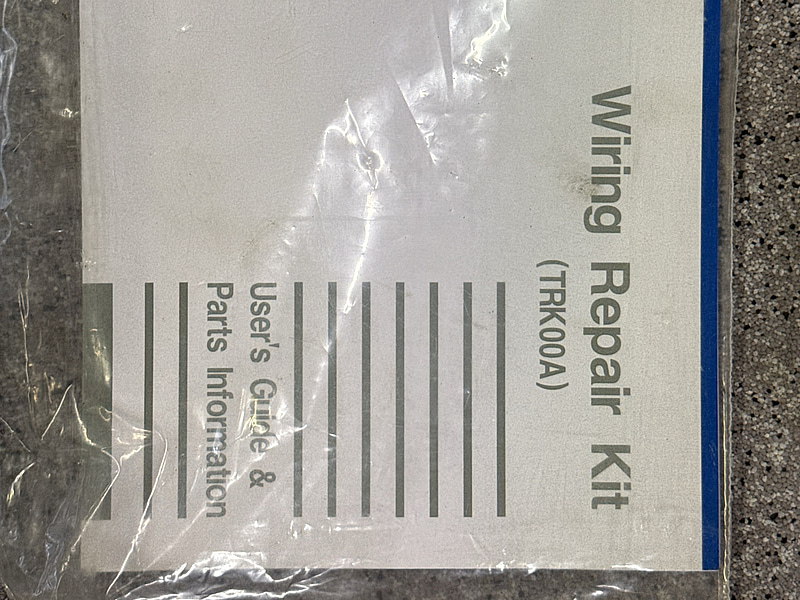 Wiring Repair Kit
(TRK00A)
User's Guide &
Parts Information